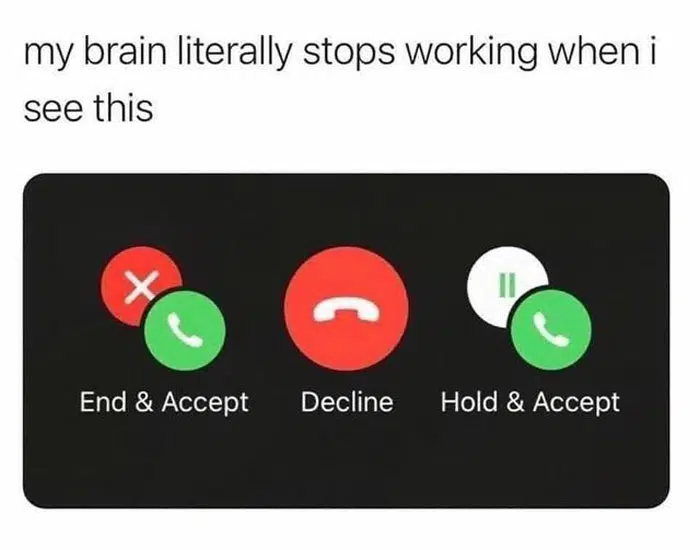 my brain literally stops working when i
see this
End & Accept
Decline
Hold & Accept